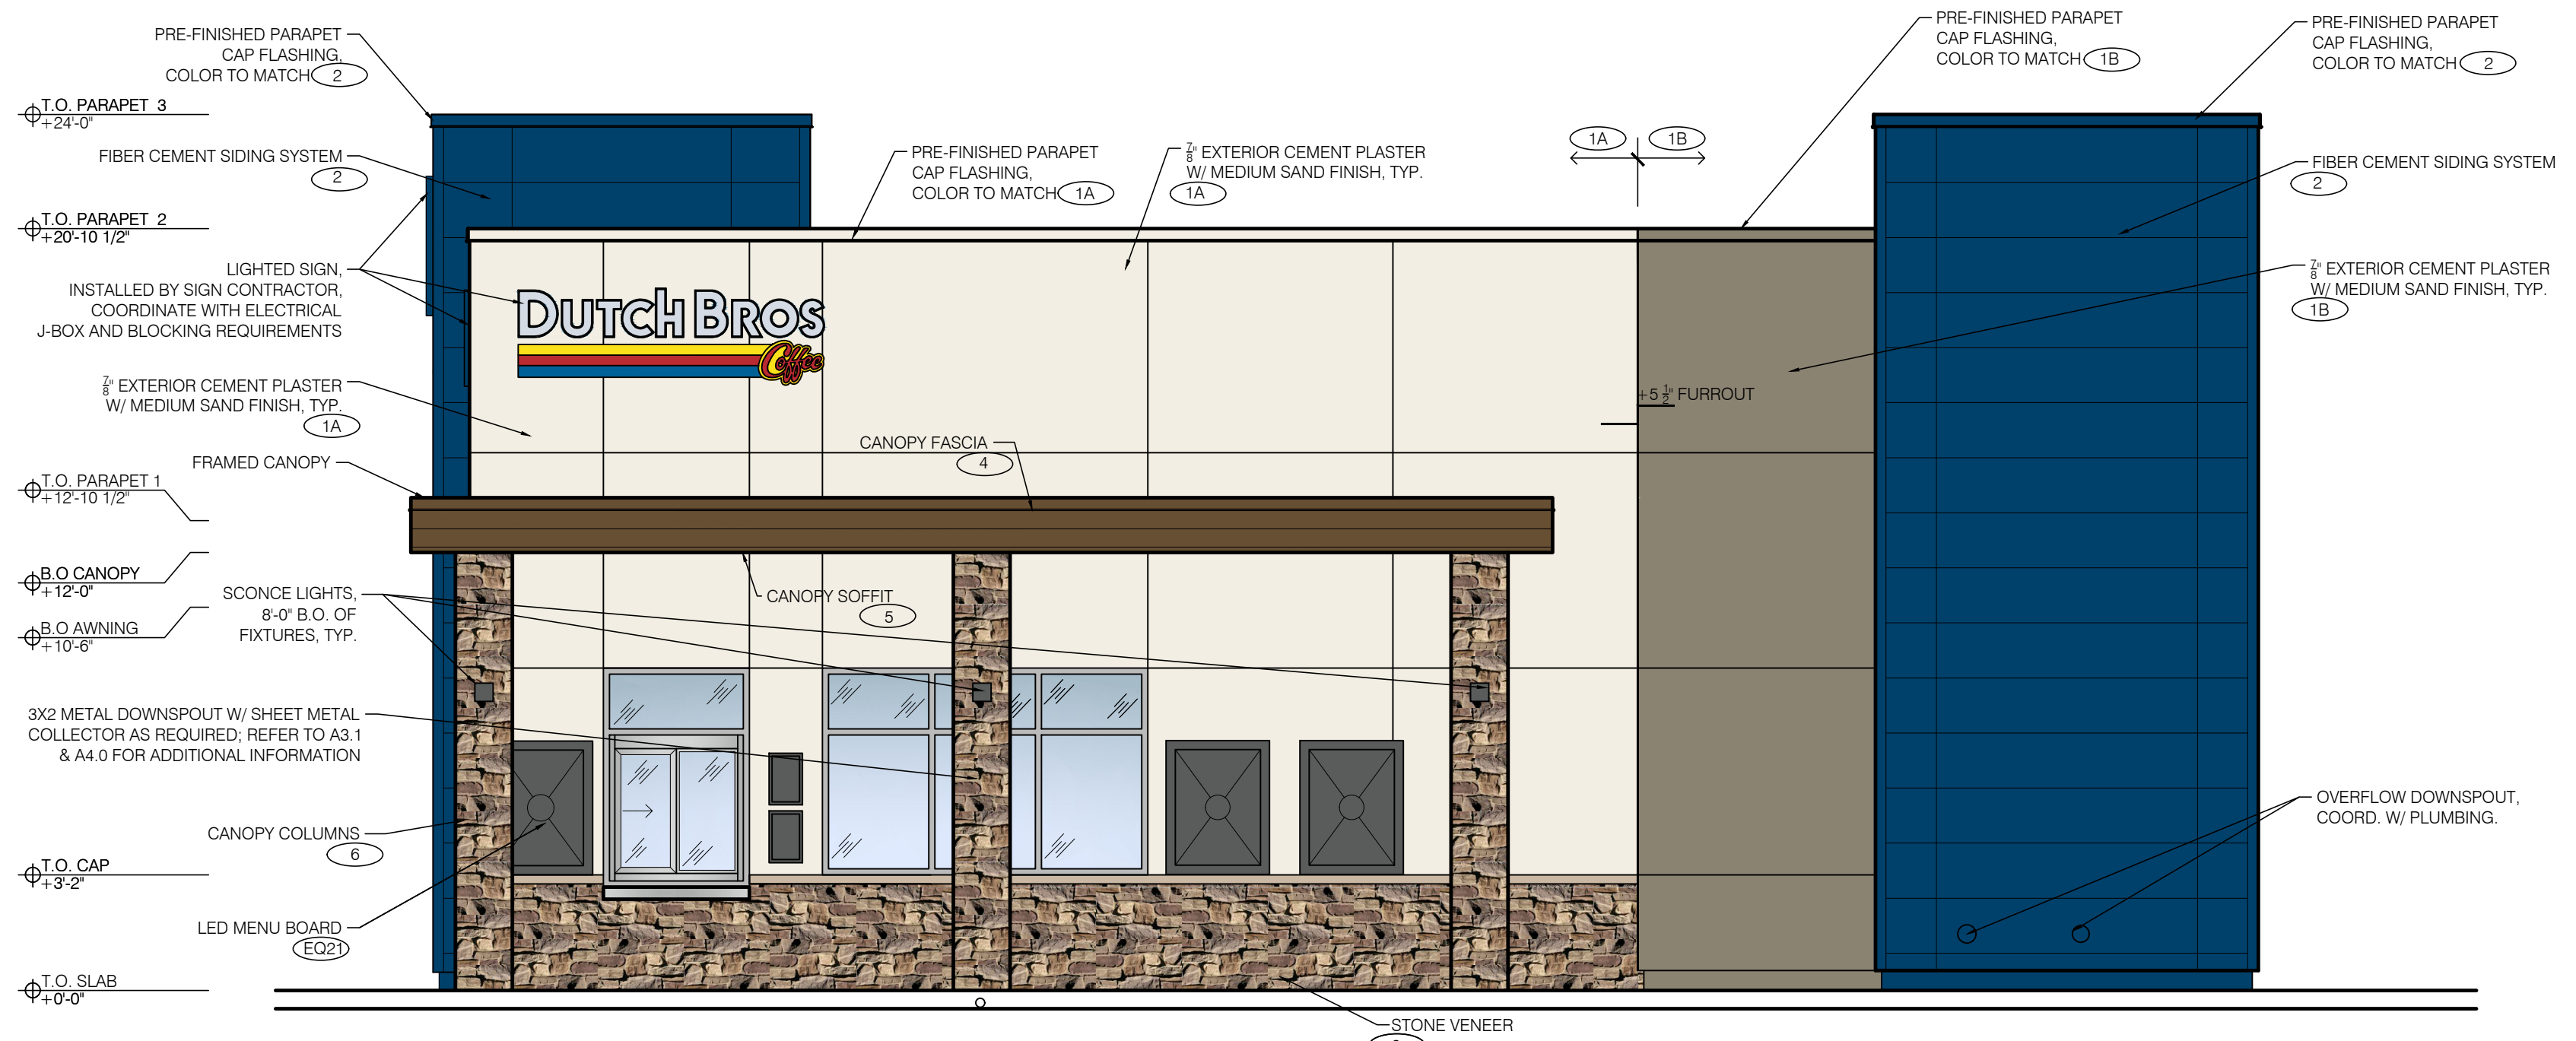 PRE-FINISHED PARAPET
CAP FLASHING,
COLOR TO MATCH 2
T.O. PARAPET 3
+24'-0"
FIBER CEMENT SIDING SYSTEM
2
T.O. PARAPET 2
+20'-10 1/2"
LIGHTED SIGN,
INSTALLED BY SIGN CONTRACTOR,
COORDINATE WITH ELECTRICAL
J-BOX AND BLOCKING REQUIREMENTS
7/8" EXTERIOR CEMENT PLASTER
W/ MEDIUM SAND FINISH, TYP.
1A
FRAMED CANOPY
T.O. PARAPET 1
+12'-10 1/2"
B.O CANOPY
+12'-0"
SCONCE LIGHTS,
8'-0" B.O. OF
FIXTURES, TYP.
B.O AWNING
+10'-6"
3X2 METAL DOWNSPOUT W/ SHEET METAL
COLLECTOR AS REQUIRED; REFER TO A3.1
& A4.0 FOR ADDITIONAL INFORMATION
CANOPY COLUMNS
6
T.O. CAP
+3'-2"
LED MENU BOARD
EQ21
T.O. SLAB
+0'-0"
PRE-FINISHED PARAPET
CAP FLASHING,
COLOR TO MATCH 1A
7/8" EXTERIOR CEMENT PLASTER
W/ MEDIUM SAND FINISH, TYP.
1A
1A 1B
DUTCH BROS
Coffee
CANOPY FASCIA
4
+5 1/2" FURROUT
CANOPY SOFFIT
5
STONE VENEER
PRE-FINISHED PARAPET
CAP FLASHING,
COLOR TO MATCH 1B
PRE-FINISHED PARAPET
CAP FLASHING,
COLOR TO MATCH 2
FIBER CEMENT SIDING SYSTEM
2
7/8" EXTERIOR CEMENT PLASTER
W/ MEDIUM SAND FINISH, TYP.
1B
OVERFLOW DOWNSPOUT,
COORD. W/ PLUMBING.